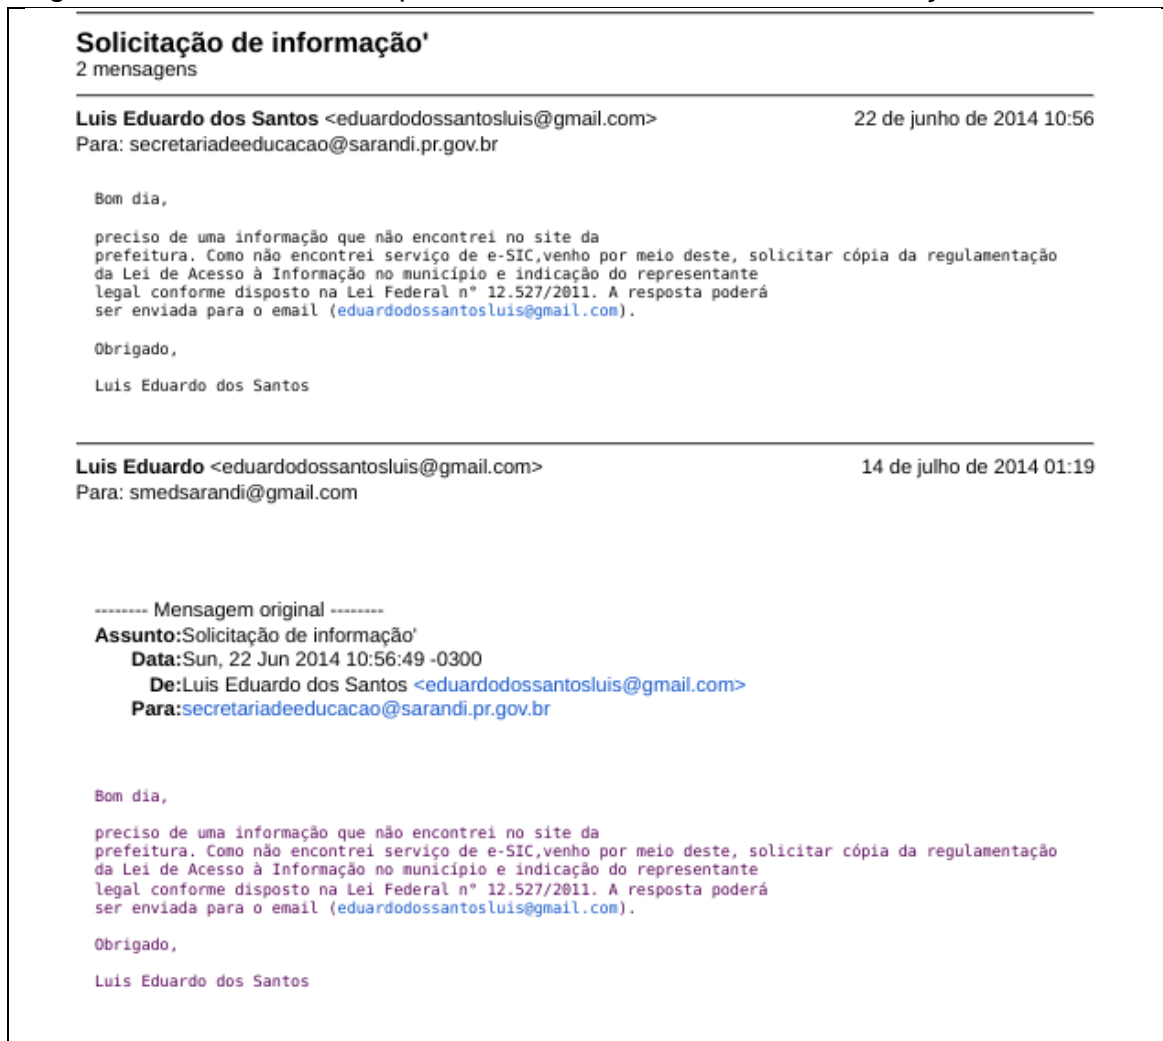 Solicitação de informação'
2 mensagens
Luis Eduardo dos Santos <eduardodossantosluis@gmail.com> 22 de junho de 2014 10:56
Para: secretariadeeducacao@sarandi.pr.gov.br
Bom dia,
preciso de uma informação que não encontrei no site da
prefeitura. Como não encontrei serviço de e-SIC,venho por meio deste, solicitar cópia da regulamentação
da Lei de Acesso à Informação no município e indicação do representante
legal conforme disposto na Lei Federal n° 12.527/2011. A resposta poderá
ser enviada para o email (eduardodossantosluis@gmail.com).
Obrigado,
Luis Eduardo dos Santos
Luis Eduardo <eduardodossantosluis@gmail.com> 14 de julho de 2014 01:19
Para: smedsarandi@gmail.com
-------- Mensagem original --------
Assunto:Solicitação de informação'
Data:Sun, 22 Jun 2014 10:56:49 -0300
De:Luis Eduardo dos Santos <eduardodossantosluis@gmail.com>
Para:secretariadeeducacao@sarandi.pr.gov.br
Bom dia,
preciso de uma informação que não encontrei no site da
prefeitura. Como não encontrei serviço de e-SIC,venho por meio deste, solicitar cópia da regulamentação
da Lei de Acesso à Informação no município e indicação do representante
legal conforme disposto na Lei Federal n° 12.527/2011. A resposta poderá
ser enviada para o email (eduardodossantosluis@gmail.com).
Obrigado,
Luis Eduardo dos Santos